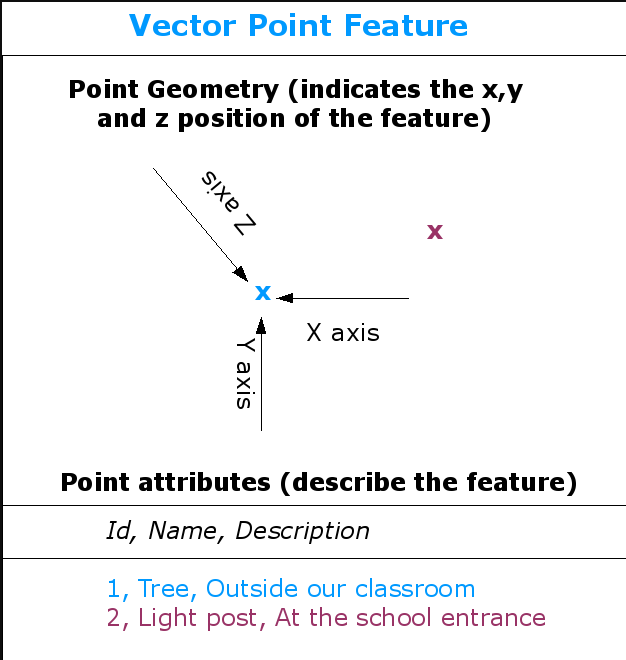 Vector Point Feature
Point Geometry (indicates the x,y
and z position of the feature)
Z axis
x
x
X axis
Y axis
Point attributes (describe the feature)
Id, Name, Description
1, Tree, Outside our classroom
2, Light post, At the school entrance